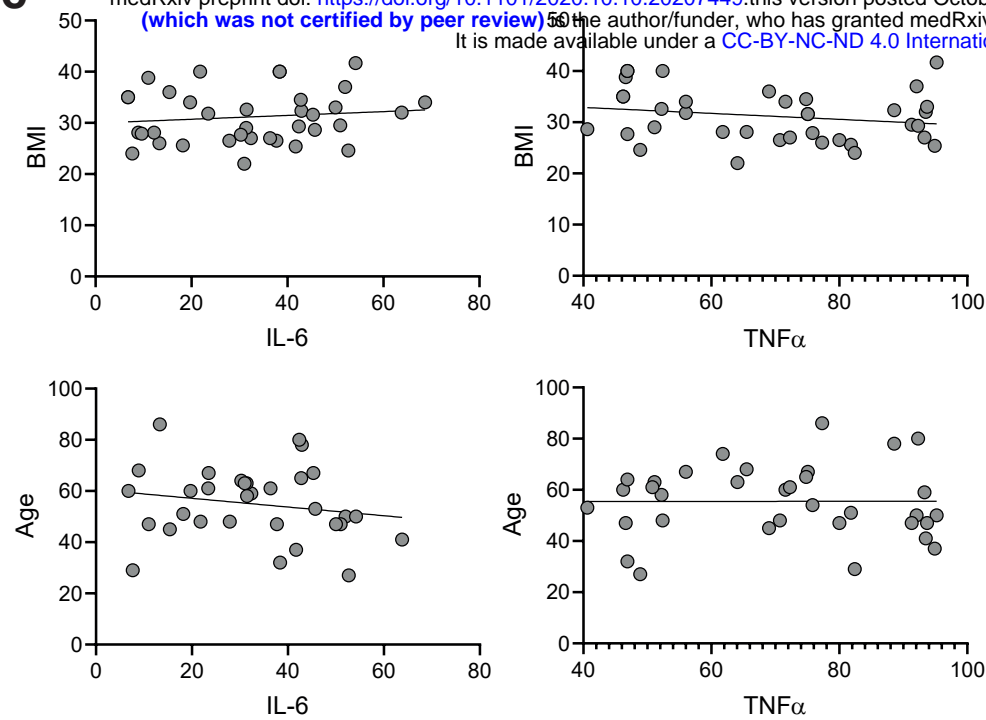 medRxiv preprint doi: https://doi.org/10.1101/2020.10.10.20207449.this version posted Octob
(which was not certified by peer review) is the author/funder, who has granted medRxiv
It is made available under a CC-BY-NC-ND 4.0 Internatio
50
40
30
20
10
0
BMI
0 20 40 60 80
IL-6
50
40
30
20
10
0
BMI
40 60 80 100
TNFα
100
80
60
40
20
0
Age
0 20 40 60 80
IL-6
100
80
60
40
20
0
Age
40 60 80 100
TNFα